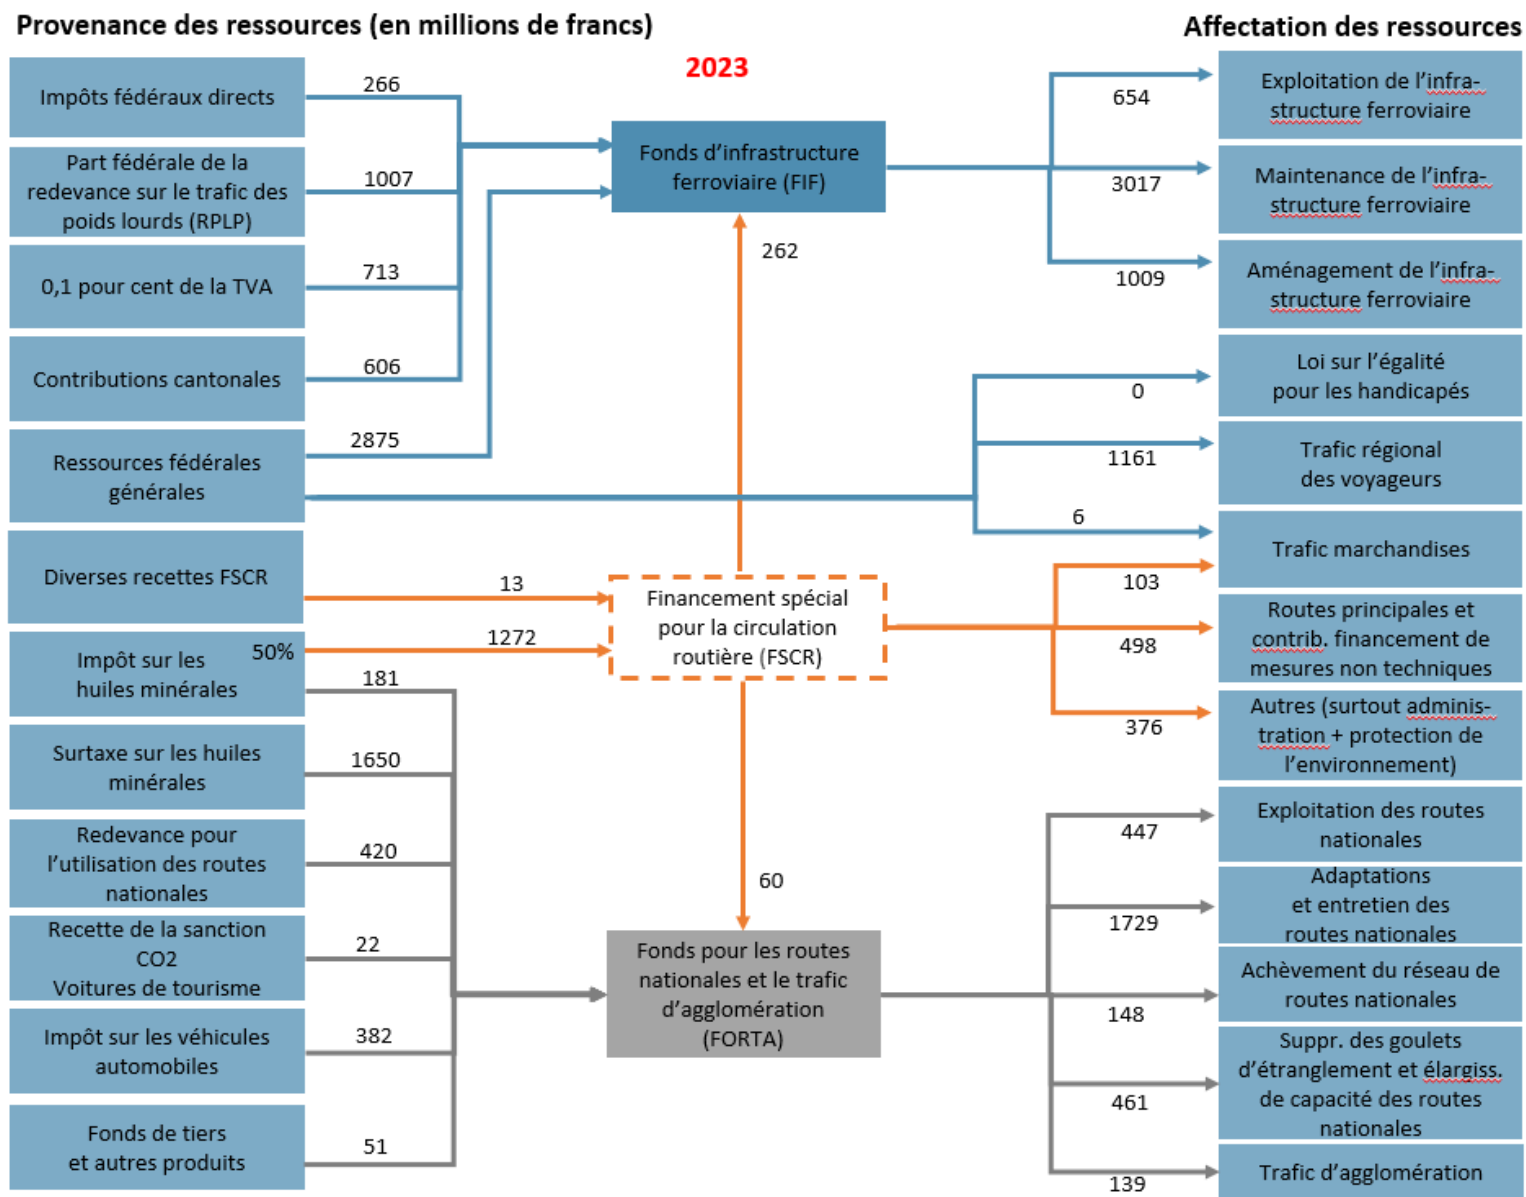 Provenance des ressources (en millions de francs)
Affectation des ressources
2023
Impôts fédéraux directs
266
Part fédérale de la
redevance sur le trafic des
poids lourds (RPLP)
1007
0,1 pour cent de la TVA
713
Contributions cantonales
606
Ressources fédérales
générales
2875
Diverses recettes FSCR
13
Impôt sur les
huiles minérales
50%
1272
181
Surtaxe sur les huiles
minérales
1650
Redevance pour
l’utilisation des routes
nationales
420
Recette de la sanction
CO2
Voitures de tourisme
22
Impôt sur les véhicules
automobiles
382
Fonds de tiers
et autres produits
51
Fonds d’infrastructure
ferroviaire (FIF)
262
Financement spécial
pour la circulation
routière (FSCR)
60
Fonds pour les routes
nationales et le trafic
d’agglomération
(FORTA)
654
Exploitation de l’infra-
structure ferroviaire
3017
Maintenance de l’infra-
structure ferroviaire
1009
Aménagement de l’infra-
structure ferroviaire
0
Loi sur l’égalité
pour les handicapés
1161
Trafic régional
des voyageurs
6
Trafic marchandises
103
498
Routes principales et
contrib. financement de
mesures non techniques
376
Autres (surtout adminis-
tration + protection de
l’environnement)
447
Exploitation des routes
nationales
1729
Adaptations
et entretien des
routes nationales
148
Achèvement du réseau de
routes nationales
461
Suppr. des goulets
d’étranglement et élargiss.
de capacité des routes
nationales
139
Trafic d’agglomération